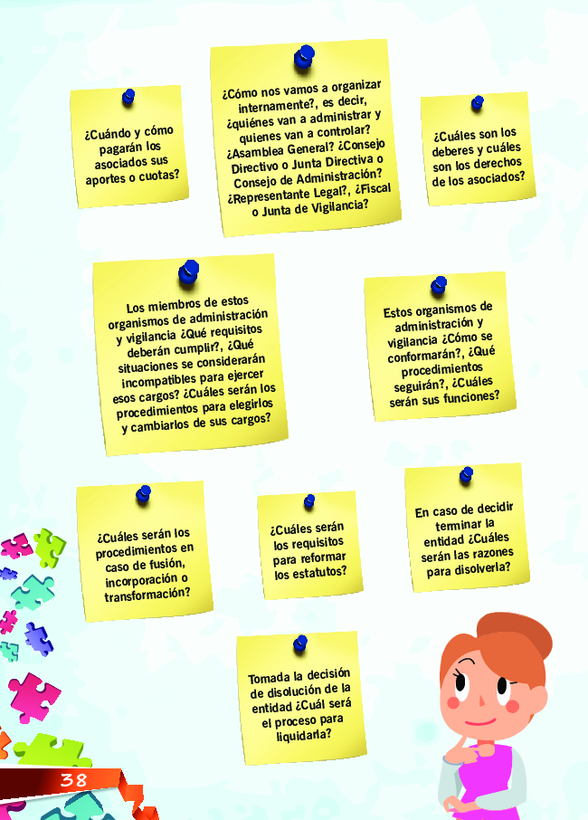 ¿Cuándo y cómo
pagarán los
asociados sus
aportes o cuotas?
¿Cómo nos vamos a organizar
internamente?, es decir,
¿quiénes van a administrar y
quienes van a controlar?
¿Asamblea General? ¿Consejo
Directivo o Junta Directiva o
Consejo de Administración?
¿Representante Legal?, ¿Fiscal
o Junta de Vigilancia?
¿Cuáles son los
deberes y cuáles
son los derechos
de los asociados?
Los miembros de estos
organismos de administración
y vigilancia ¿Qué requisitos
deberán cumplir?, ¿Qué
situaciones se considerarán
incompatibles para ejercer
esos cargos? ¿Cuáles serán los
procedimientos para elegirlos
y cambiarlos de sus cargos?
Estos organismos de
administración y
vigilancia ¿Cómo se
conformarán?, ¿Qué
procedimientos
seguirán?, ¿Cuáles
serán sus funciones?
¿Cuáles serán los
procedimientos en
caso de fusión,
incorporación o
transformación?
¿Cuáles serán
los requisitos
para reformar
los estatutos?
En caso de decidir
terminar la
entidad ¿Cuáles
serán las razones
para disolverla?
Tomada la decisión
de disolución de la
entidad ¿Cuál será
el proceso para
liquidarla?
38